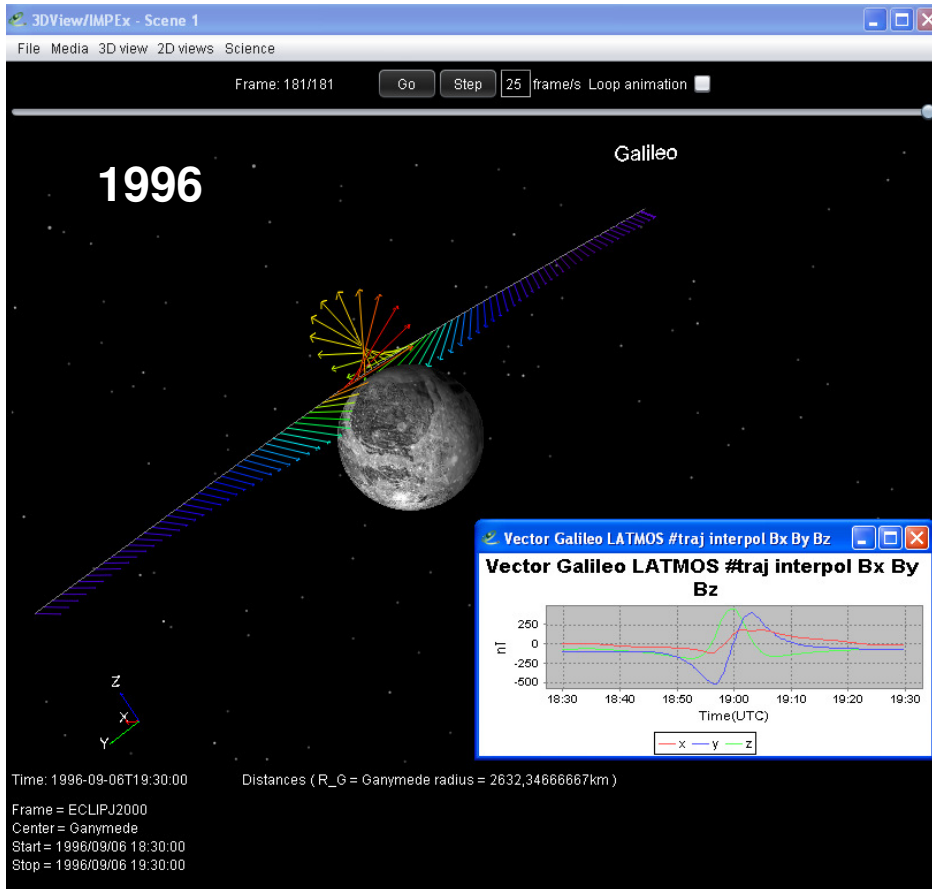 3DView/IMPEx - Scene 1
File Media 3D view 2D views Science
Frame: 181/181 Go Step 25 frame/s Loop animation
Galileo
1996
Vector Galileo LATMOS #traj interpol Bx By Bz
Vector Galileo LATMOS #traj interpol Bx By
Bz
nT
250
0
-250
-500
18:30 18:40 18:50 19:00 19:10 19:20 19:30
Time(UTC)
x y z
Z
X
Y
Time: 1996-09-06T19:30:00 Distances ( R_G = Ganymede radius = 2632,34666667km )
Frame = ECLIPJ2000
Center = Ganymede
Start = 1996/09/06 18:30:00
Stop = 1996/09/06 19:30:00